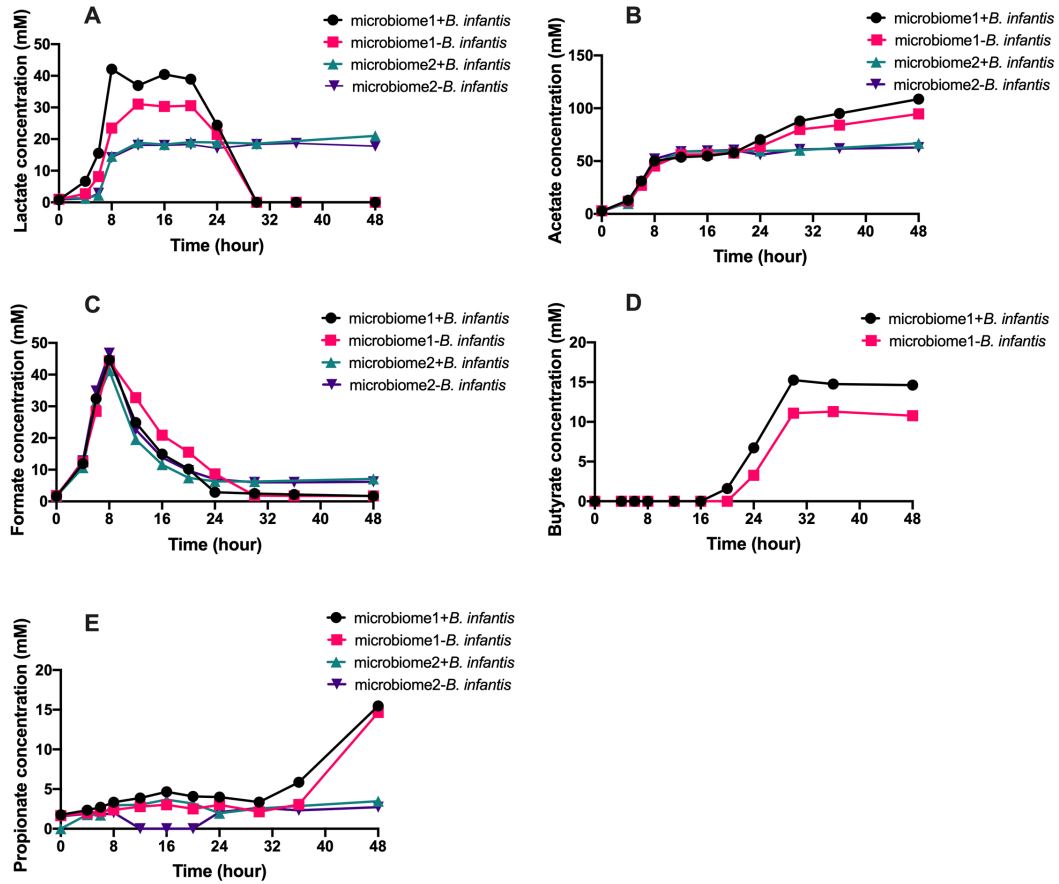 A
microbiome1+B. infantis
microbiome1-B. infantis
microbiome2+B. infantis
microbiome2-B. infantis
Lactate concentration (mM)
50
40
30
20
10
0
0 8 16 24 32 40 48
Time (hour)
B
microbiome1+B. infantis
microbiome1-B. infantis
microbiome2+B. infantis
microbiome2-B. infantis
Acetate concentration (mM)
150
100
50
0
0 8 16 24 32 40 48
Time (hour)
C
microbiome1+B. infantis
microbiome1-B. infantis
microbiome2+B. infantis
microbiome2-B. infantis
Formate concentration (mM)
50
40
30
20
10
0
0 8 16 24 32 40 48
Time (hour)
D
microbiome1+B. infantis
microbiome1-B. infantis
Butyrate concentration (mM)
20
15
10
5
0
0 8 16 24 32 40 48
Time (hour)
E
microbiome1+B. infantis
microbiome1-B. infantis
microbiome2+B. infantis
microbiome2-B. infantis
Propionate concentration (mM)
20
15
10
5
0
0 8 16 24 32 40 48
Time (hour)